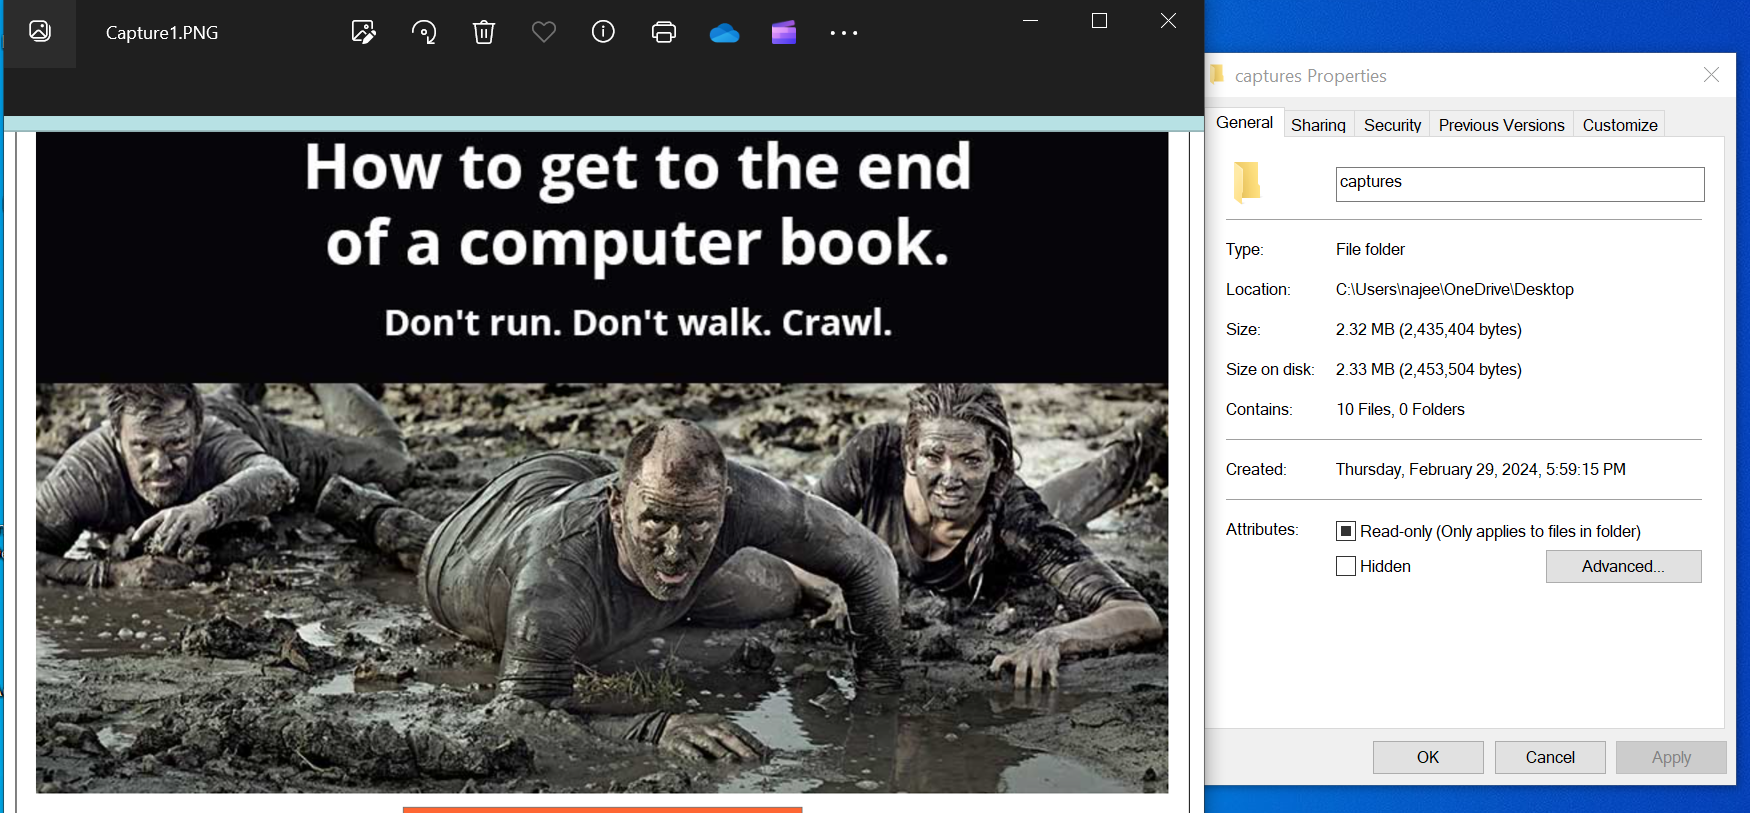 Capture1.PNG
How to get to the end
of a computer book.
Don't run. Don't walk. Crawl.
captures Properties
General Sharing Security Previous Versions Customize
captures
Type: File folder
Location: C:\Users\najee\OneDrive\Desktop
Size: 2.32 MB (2,435,404 bytes)
Size on disk: 2.33 MB (2,453,504 bytes)
Contains: 10 Files, 0 Folders
Created: Thursday, February 29, 2024, 5:59:15 PM
Attributes: Read-only (Only applies to files in folder)
Hidden Advanced...
OK Cancel Apply